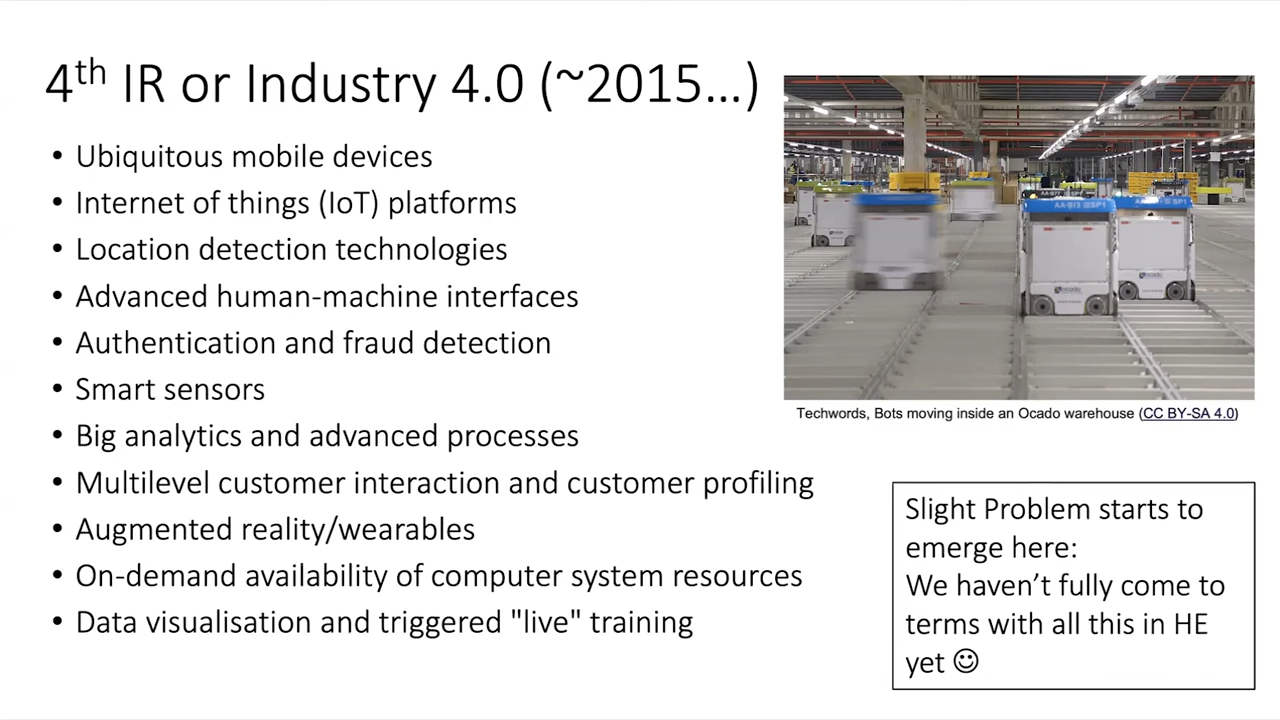 4th IR or Industry 4.0 (~2015...)
• Ubiquitous mobile devices
• Internet of things (IoT) platforms
• Location detection technologies
• Advanced human-machine interfaces
• Authentication and fraud detection
• Smart sensors
• Big analytics and advanced processes
• Multilevel customer interaction and customer profiling
• Augmented reality/wearables
• On-demand availability of computer system resources
• Data visualisation and triggered "live" training
ocado
ocado
Techwords, Bots moving inside an Ocado warehouse (CC BY-SA 4.0)
Slight Problem starts to
emerge here:
We haven’t fully come to
terms with all this in HE
yet ☺